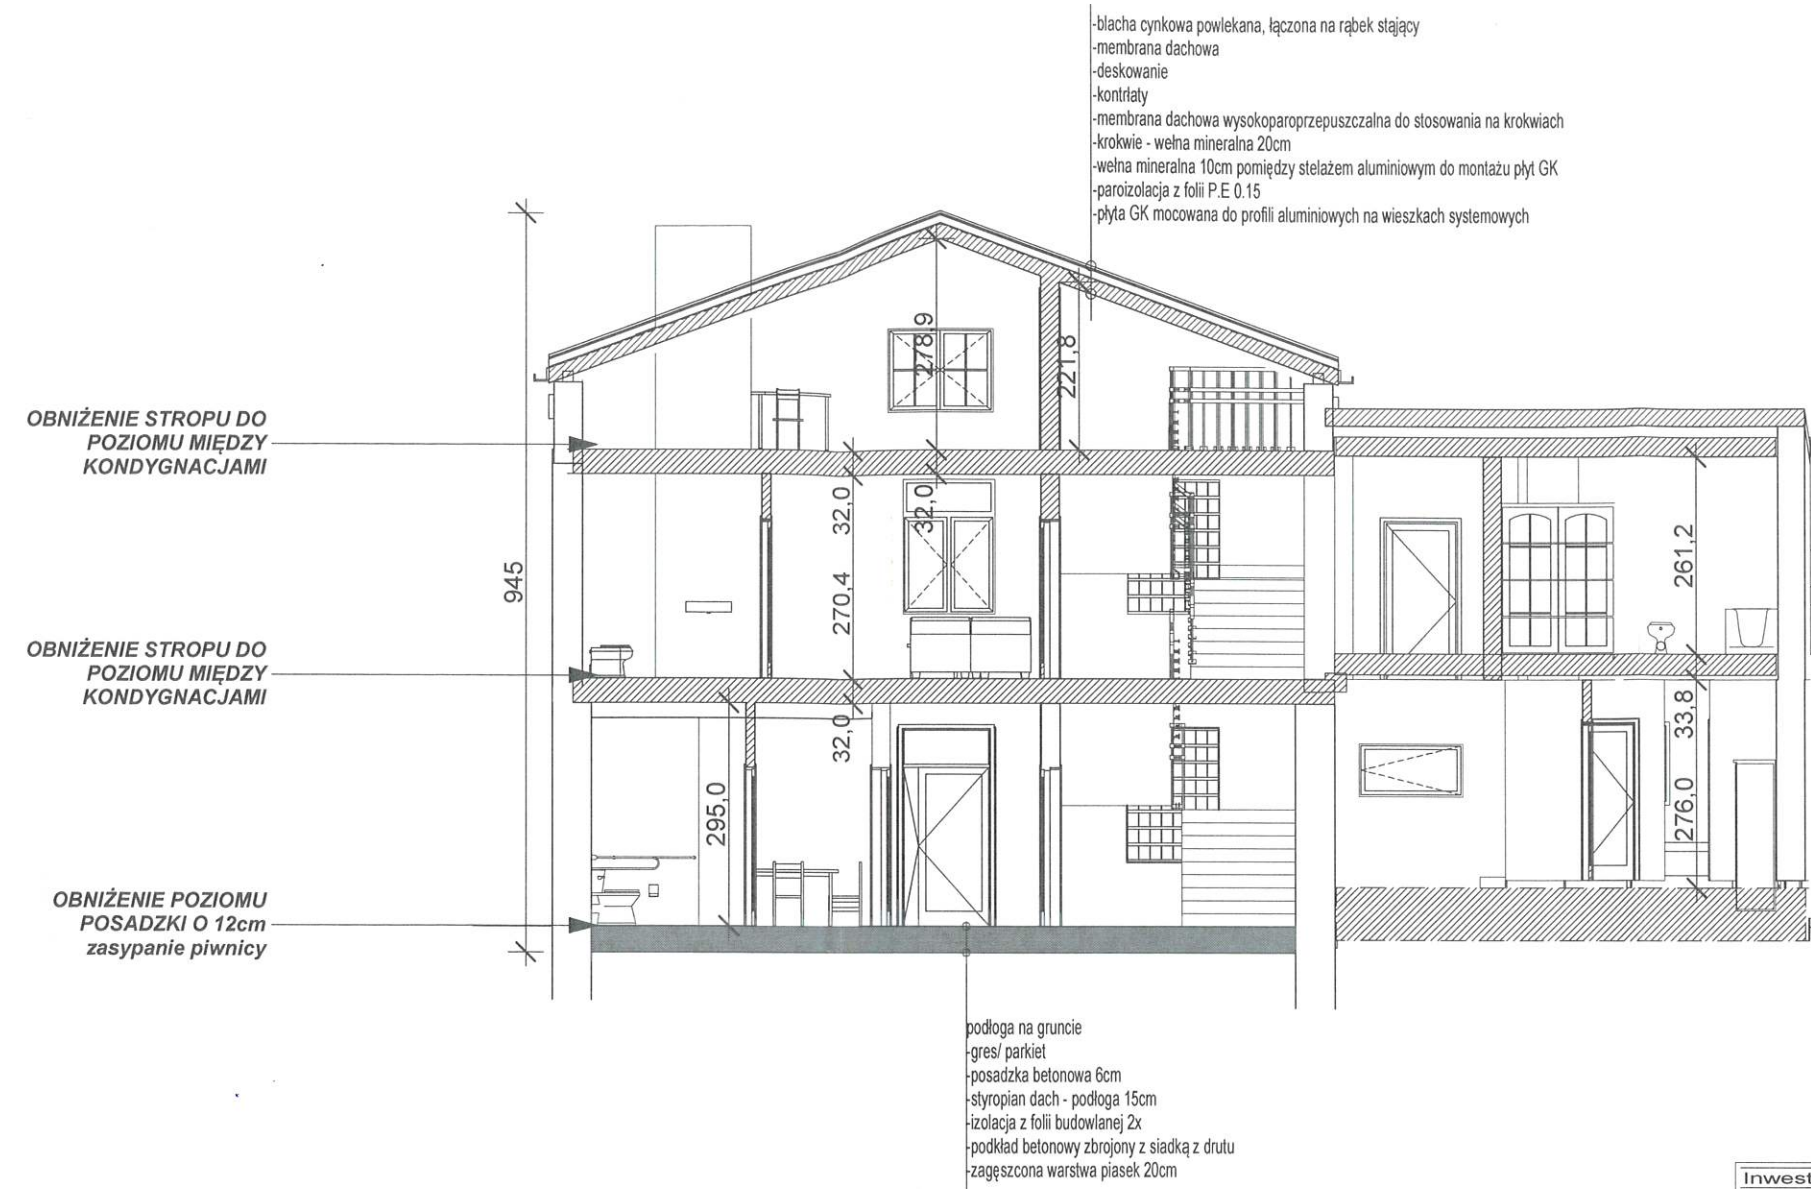 -blacha cynkowa powlekana, łączona na rąbek stający
-membrana dachowa
-deskowanie
-kontrłaty
-membrana dachowa wysokoparoprzepuszczalna do stosowania na krokwiach
-krokwie - wełna mineralna 20cm
-wełna mineralna 10cm pomiędzy stelażem aluminiowym do montażu płyt GK
-paroizolacja z folii P.E 0.15
-płyta GK mocowana do profili aluminiowych na wieszkach systemowych
278,9
221,8
OBNIŻENIE STROPU DO
POZIOMU MIĘDZY
KONDYGNACJAMI
32,0
32,0
945
270,4
261,2
OBNIŻENIE STROPU DO
POZIOMU MIĘDZY
KONDYGNACJAMI
32,0
33,8
295,0
276,0
OBNIŻENIE POZIOMU
POSADZKI O 12cm
zasypanie piwnicy
podłoga na gruncie
-gres/ parkiet
-posadzka betonowa 6cm
-styropian dach - podłoga 15cm
-izolacja z folii budowlanej 2x
-podkład betonowy zbrojony z siadką z drutu
-zagęszczona warstwa piasek 20cm
Inwest